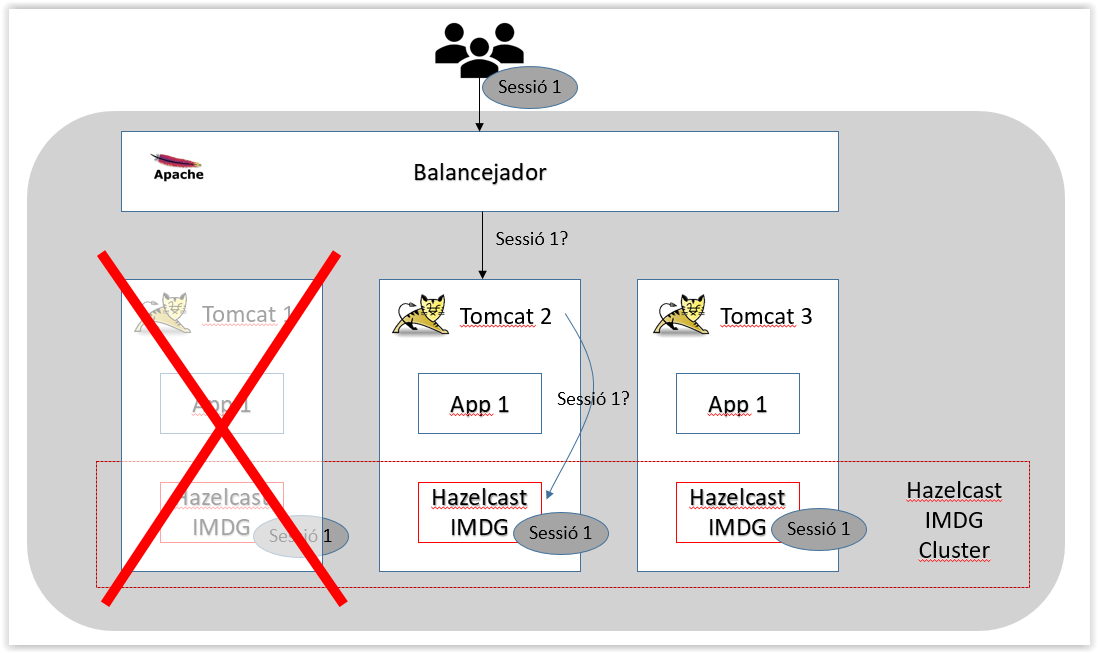 Sessió 1
Apache
Balancejador
Sessió 1?
Tomcat 1
Tomcat 2
Tomcat 3
App 1
App 1
Sessió 1?
App 1
Hazelcast
IMDG
Sessió 1
Hazelcast
IMDG
Sessió 1
Hazelcast
IMDG
Sessió 1
Hazelcast
IMDG
Cluster